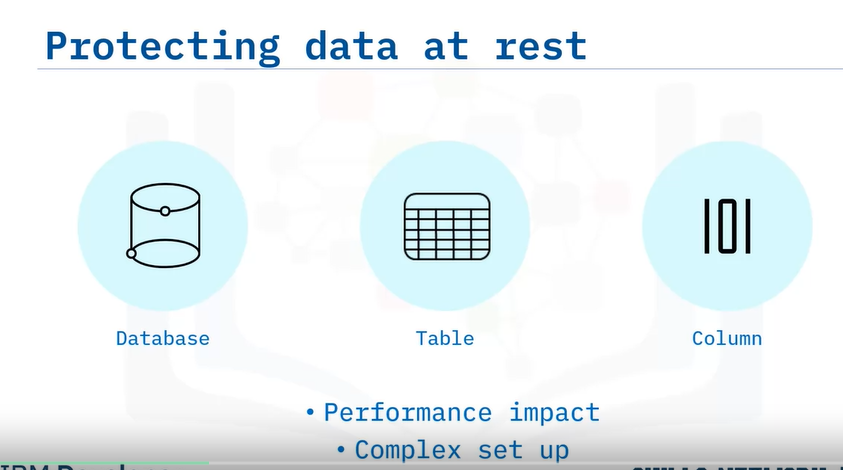 Protecting data at rest
Database
Table
Column
• Performance impact
• Complex set up